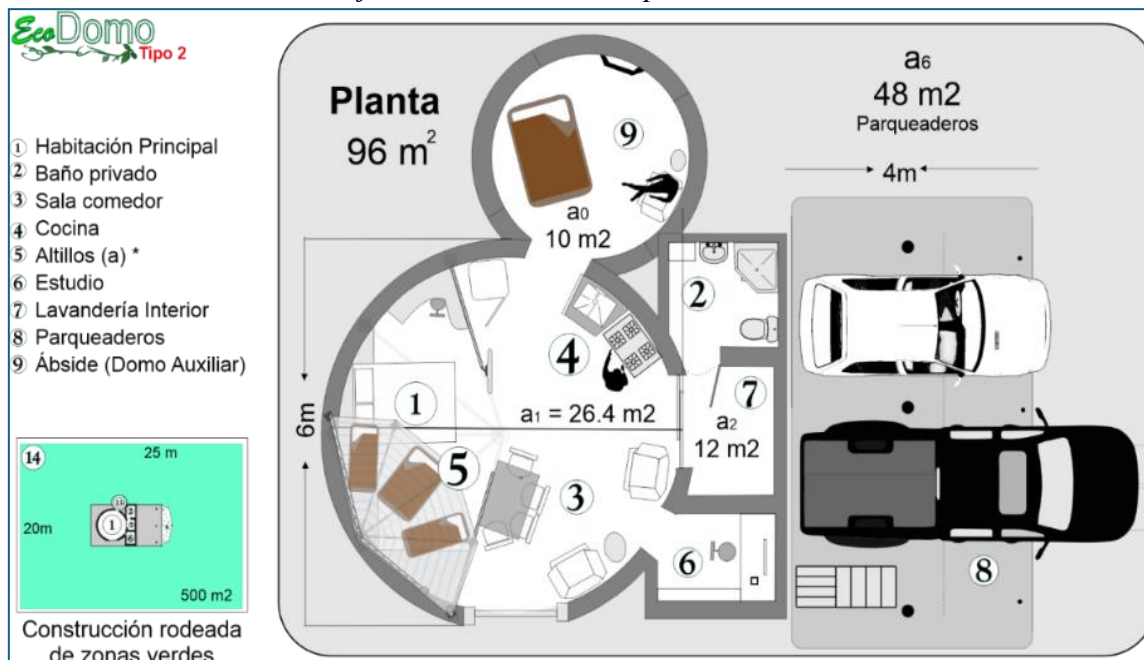 EcoDomo
Tipo 2
1 Habitación Principal
2 Baño privado
3 Sala comedor
4 Cocina
5 Altillos (a) *
6 Estudio
7 Lavandería Interior
8 Parqueaderos
9 Ábside (Domo Auxiliar)
14
25 m
20m
1
2
6
500 m2
Construcción rodeada
de zonas verdes
Planta
96 m2
a6
48 m2
Parqueaderos
4m
9
a0
10 m2
2
4
7
1
a1 = 26.4 m2
a2
12 m2
6m
5
3
6
8